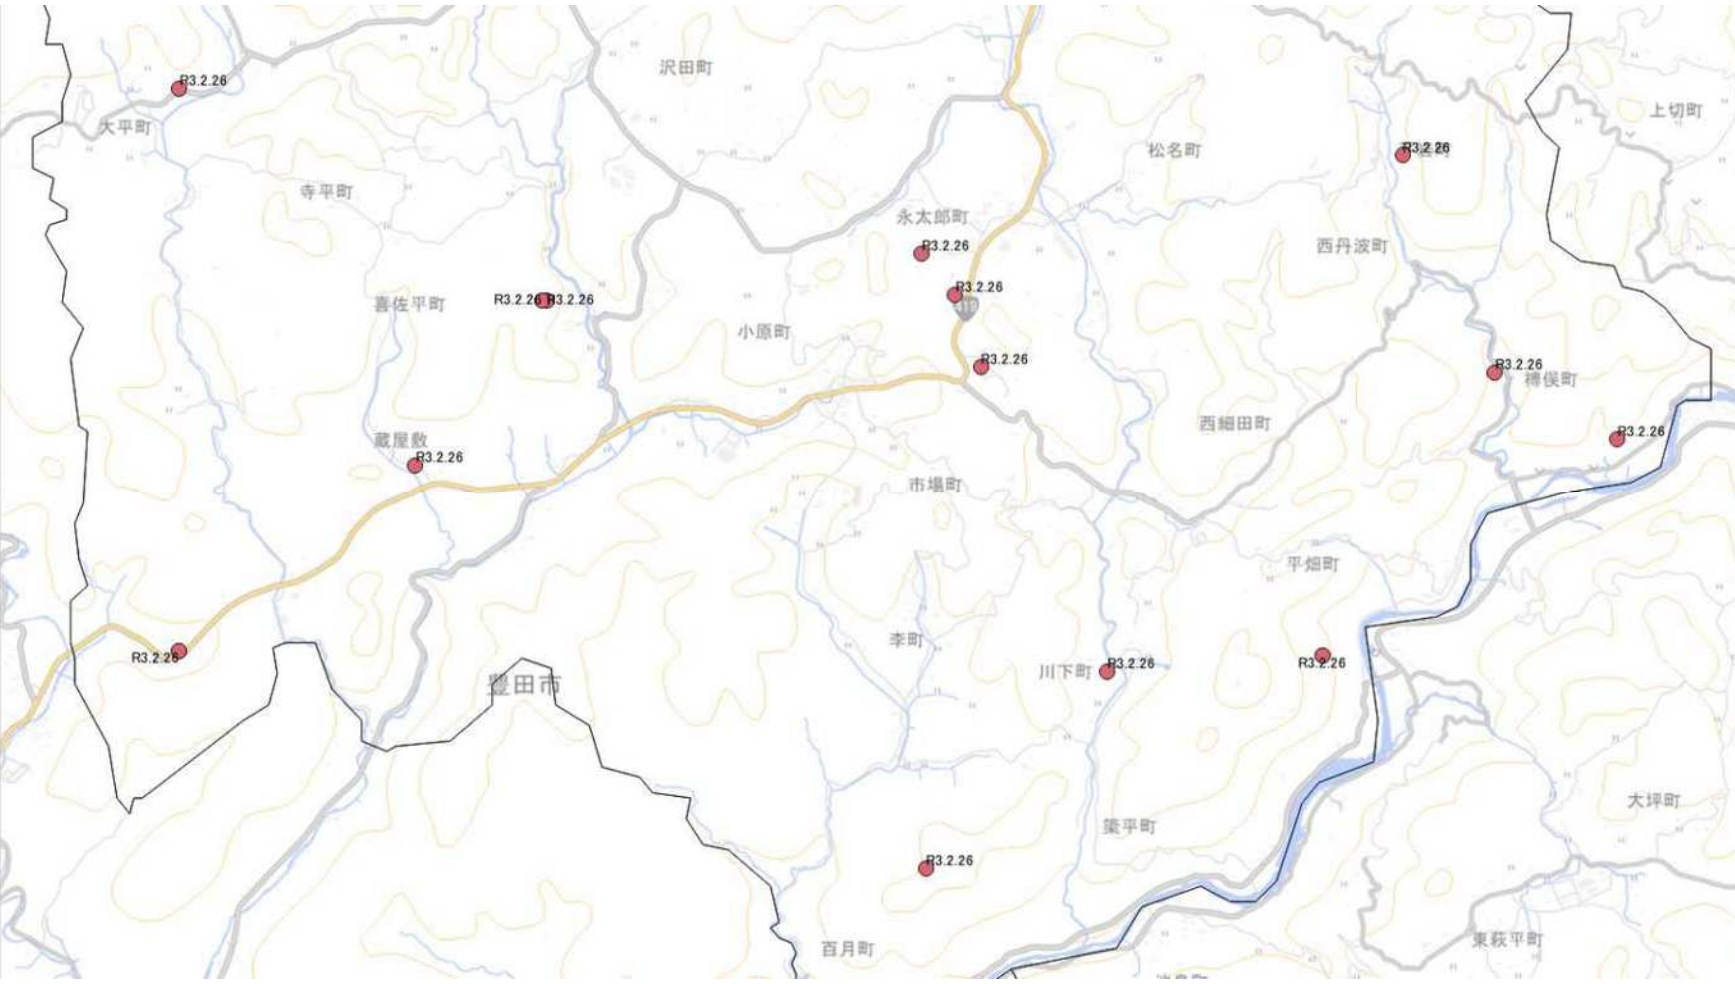 沢田町
R3.2.26
上切町
大平町
R3.2.26
松名町
寺平町
永太郎町
R3.2.26
西丹波町
R3.2.26
R3.2.26
R3.2.26
喜佐平町
小原町
R3.2.26
R3.2.26
榑俣町
西細田町
R3.2.26
蔵屋敷
R3.2.26
市場町
平畑町
李町
R3.2.26
R3.2.26
川下町
R3.2.26
豊田市
大坪町
簗平町
R3.2.26
百月町
東萩平町